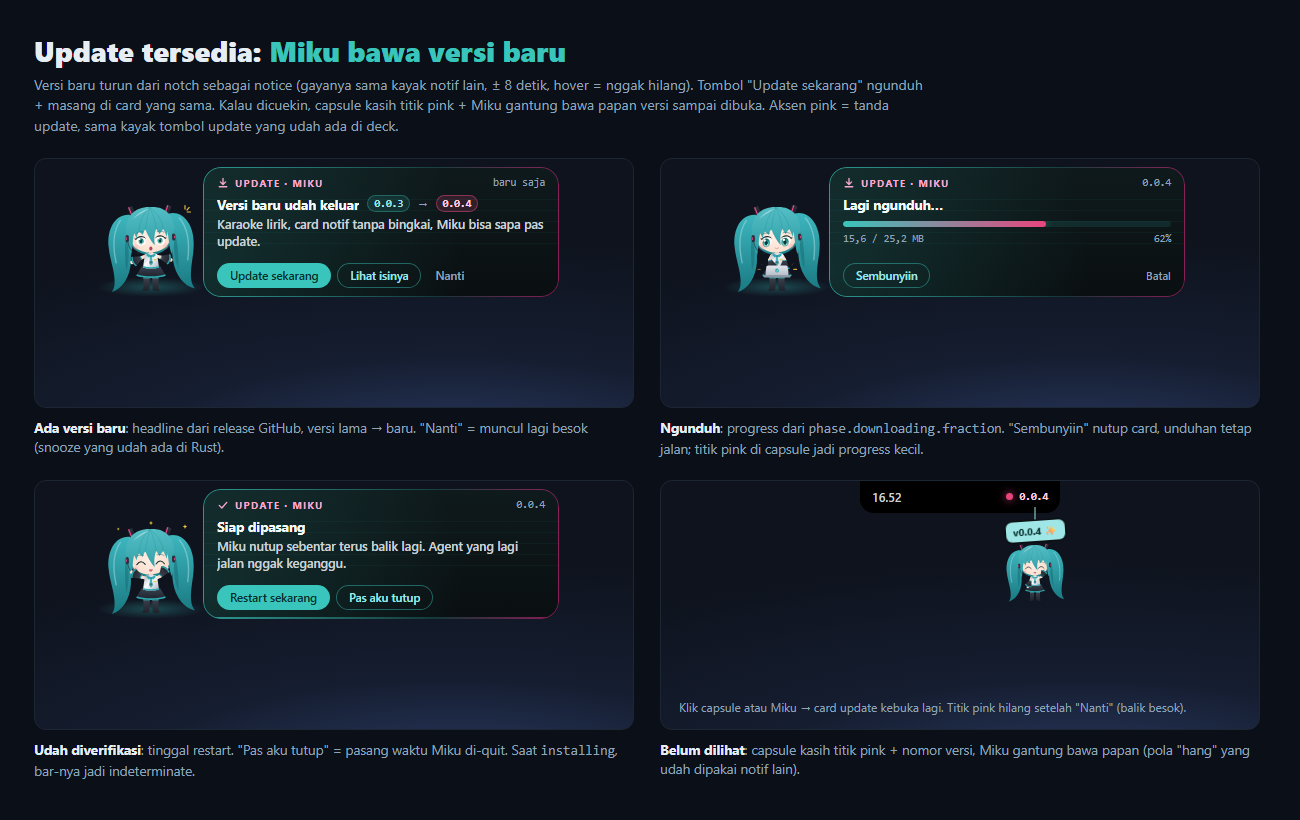 Update tersedia: Miku bawa versi baru
Versi baru turun dari notch sebagai notice (gayanya sama kayak notif lain, ± 8 detik, hover = nggak hilang). Tombol "Update sekarang" ngunduh
+ masang di card yang sama. Kalau dicuekin, capsule kasih titik pink + Miku gantung bawa papan versi sampai dibuka. Aksen pink = tanda
update, sama kayak tombol update yang udah ada di deck.
UPDATE · MIKU
baru saja
Versi baru udah keluar 0.0.3 → 0.0.4
Karaoke lirik, card notif tanpa bingkai, Miku bisa sapa pas
update.
Update sekarang Lihat isinya Nanti
Ada versi baru: headline dari release GitHub, versi lama → baru. "Nanti" = muncul lagi besok
(snooze yang udah ada di Rust).
UPDATE · MIKU
0.0.4
Lagi ngunduh...
15,6 / 25,2 MB
62%
Sembunyiin Batal
Ngunduh: progress dari phase.downloading.fraction. "Sembunyiin" nutup card, unduhan tetap
jalan; titik pink di capsule jadi progress kecil.
UPDATE · MIKU
0.0.4
Siap dipasang
Miku nutup sebentar terus balik lagi. Agent yang lagi
jalan nggak keganggu.
Restart sekarang Pas aku tutup
Udah diverifikasi: tinggal restart. "Pas aku tutup" = pasang waktu Miku di-quit. Saat installing,
bar-nya jadi indeterminate.
16.52
0.0.4
v0.0.4
Klik capsule atau Miku → card update kebuka lagi. Titik pink hilang setelah "Nanti" (balik besok).
Belum dilihat: capsule kasih titik pink + nomor versi, Miku gantung bawa papan (pola "hang" yang
udah dipakai notif lain).